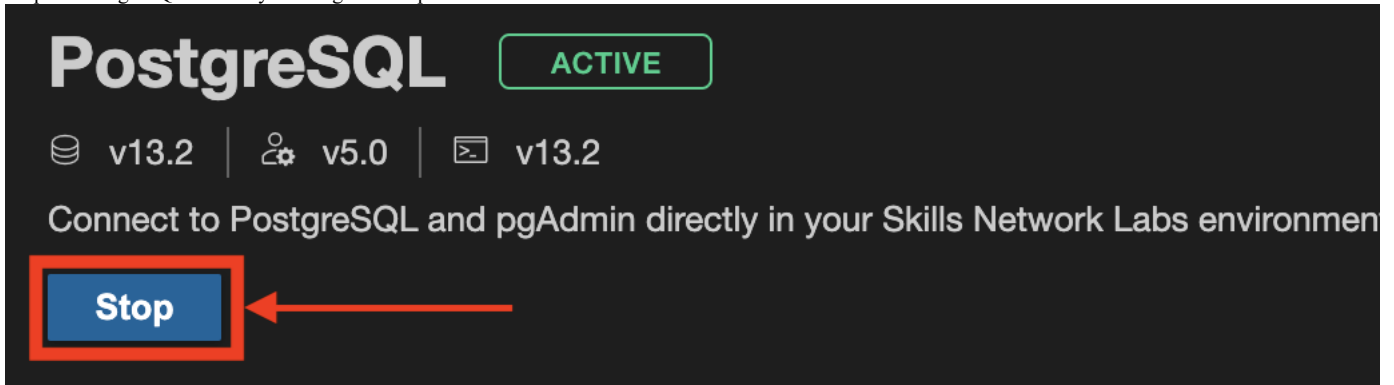 PostgreSQL ACTIVE
v13.2 v5.0 v13.2
Connect to PostgreSQL and pgAdmin directly in your Skills Network Labs
Stop